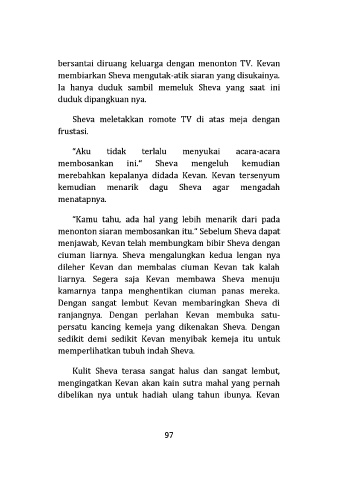 bersantai diruang keluarga dengan menonton TV. Kevan
membiarkan Sheva mengutak-atik siaran yang disukainya.
Ia hanya duduk sambil memeluk Sheva yang saat ini
duduk dipangkuan nya.
Sheva meletakkan romote TV di atas meja dengan
frustasi.
"Aku tidak terlalu menyukai acara-acara
membosankan ini." Sheva mengeluh kemudian
merebahkan kepalanya didada Kevan. Kevan tersenyum
kemudian menarik dagu Sheva agar mengadah
menatapnya.
"Kamu tahu, ada hal yang lebih menarik dari pada
menonton siaran membosankan itu." Sebelum Sheva dapat
menjawab, Kevan telah membungkam bibir Sheva dengan
ciuman liarnya. Sheva mengalungkan kedua lengan nya
dileher Kevan dan membalas ciuman Kevan tak kalah
liarnya. Segera saja Kevan membawa Sheva menuju
kamarnya tanpa menghentikan ciuman panas mereka.
Dengan sangat lembut Kevan membaringkan Sheva di
ranjangnya. Dengan perlahan Kevan membuka satu-
persatu kancing kemeja yang dikenakan Sheva. Dengan
sedikit demi sedikit Kevan menyibak kemeja itu untuk
memperlihatkan tubuh indah Sheva.
Kulit Sheva terasa sangat halus dan sangat lembut,
mengingatkan Kevan akan kain sutra mahal yang pernah
dibelikan nya untuk hadiah ulang tahun ibunya. Kevan
97